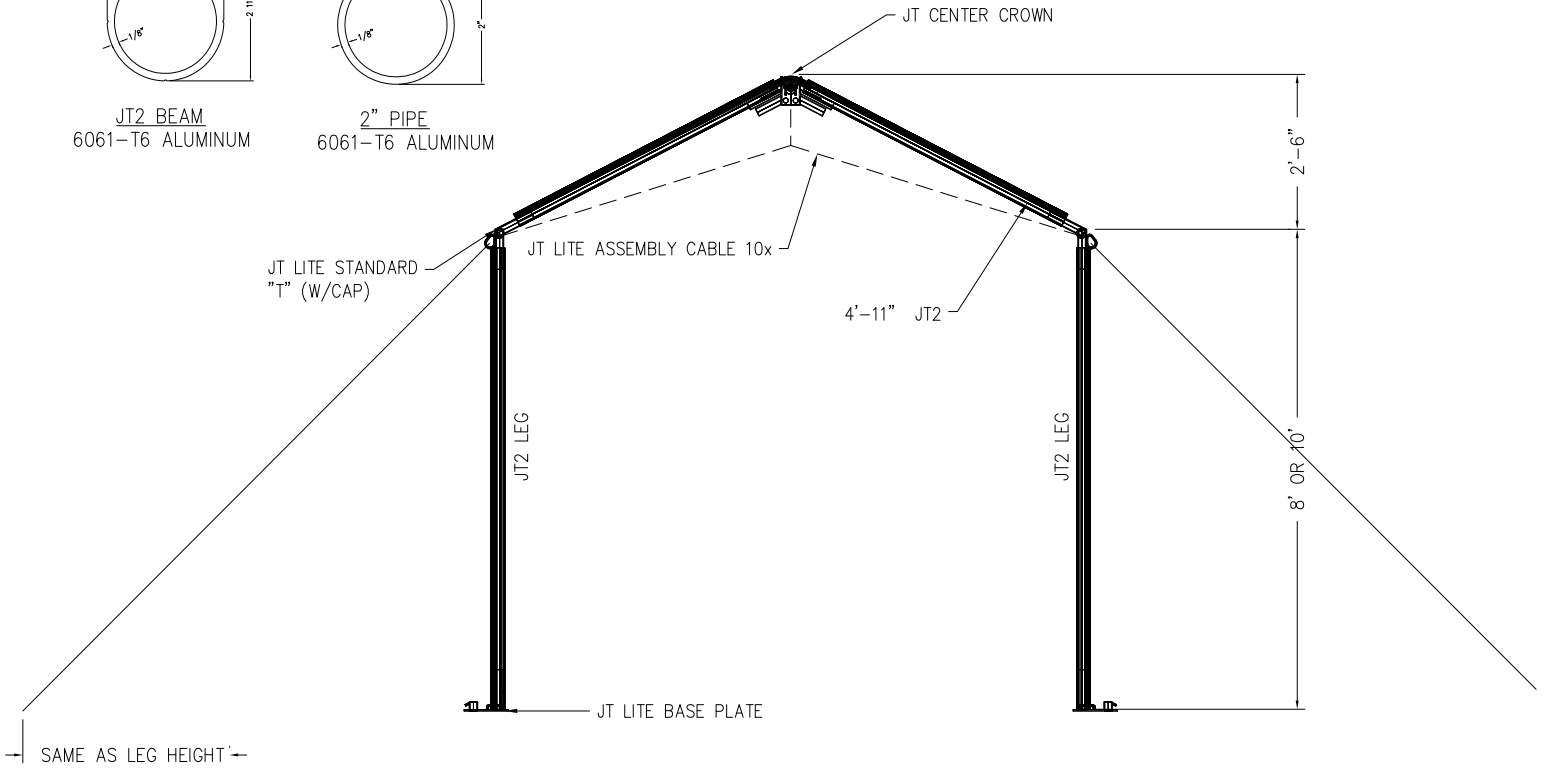 JT CENTER CROWN
1/8"
2 11
1/8"
2"
JT2 BEAM
6061-T6 ALUMINUM
2" PIPE
6061-T6 ALUMINUM
2'-6"
JT LITE ASSEMBLY CABLE 10x
JT LITE STANDARD
"T" (W/CAP)
4'-11" JT2
JT2 LEG
JT2 LEG
8' OR 10'
JT LITE BASE PLATE
SAME AS LEG HEIGHT